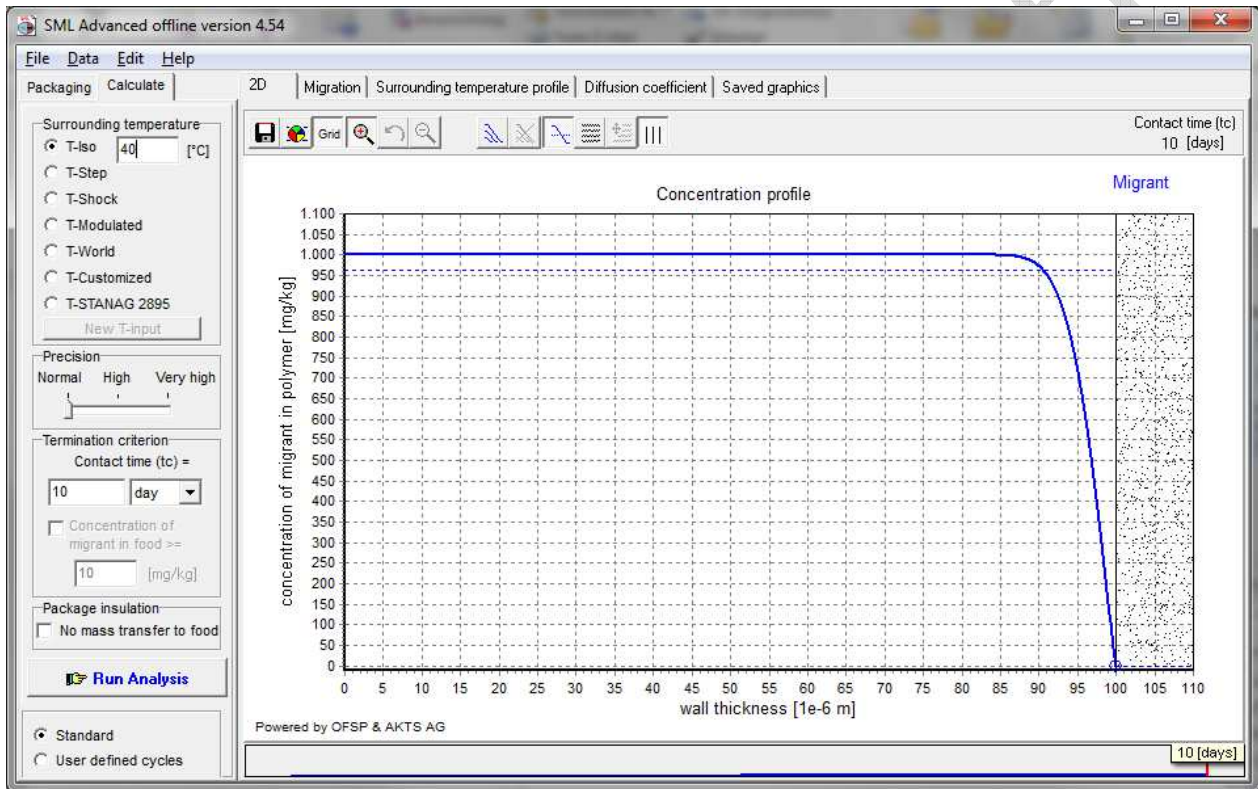 SML Advanced offline version 4.54
File Data Edit Help
Packaging Calculate
2D Migration Surrounding temperature profile Diffusion coefficient Saved graphics
Surrounding temperature
T-Iso 40 [°C]
T-Step
T-Shock
T-Modulated
T-World
T-Customized
T-STANAG 2895
New T-input
Precision
Normal High Very high
Termination criterion
Contact time (tc) =
10 day
Concentration of
migrant in food >=
10 [mg/kg]
Package insulation
No mass transfer to food
Run Analysis
Standard
User defined cycles
Grid
Contact time (tc)
10 [days]
Migrant
Concentration profile
concentration of migrant in polymer [mg/kg]
1.100
1.050
1.000
950
900
850
800
750
700
650
600
550
500
450
400
350
300
250
200
150
100
50
0
0 5 10 15 20 25 30 35 40 45 50 55 60 65 70 75 80 85 90 95 100 105 110
wall thickness [1e-6 m]
Powered by OFSP & AKTS AG
10 [days]